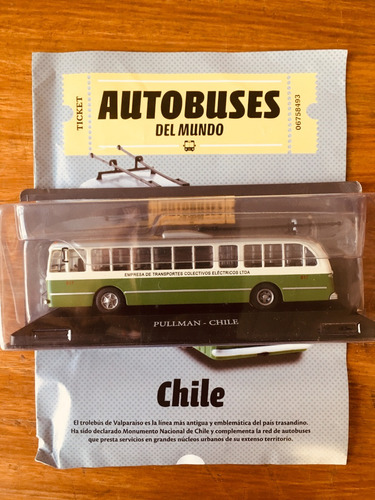 TICKET
AUTOBUSES
DEL MUNDO
06758493
EMPRESA DE TRANSPORTES COLECTIVOS ELÉCTRICOS LTDA
PULLMAN - CHILE
Chile
El trolebús de Valparaíso es la línea más antigua y emblemática del país trasandino.
Ha sido declarado Monumento Nacional de Chile y complementa la red de autobuses
que presta servicios en grandes núcleos urbanos de su extenso territorio.